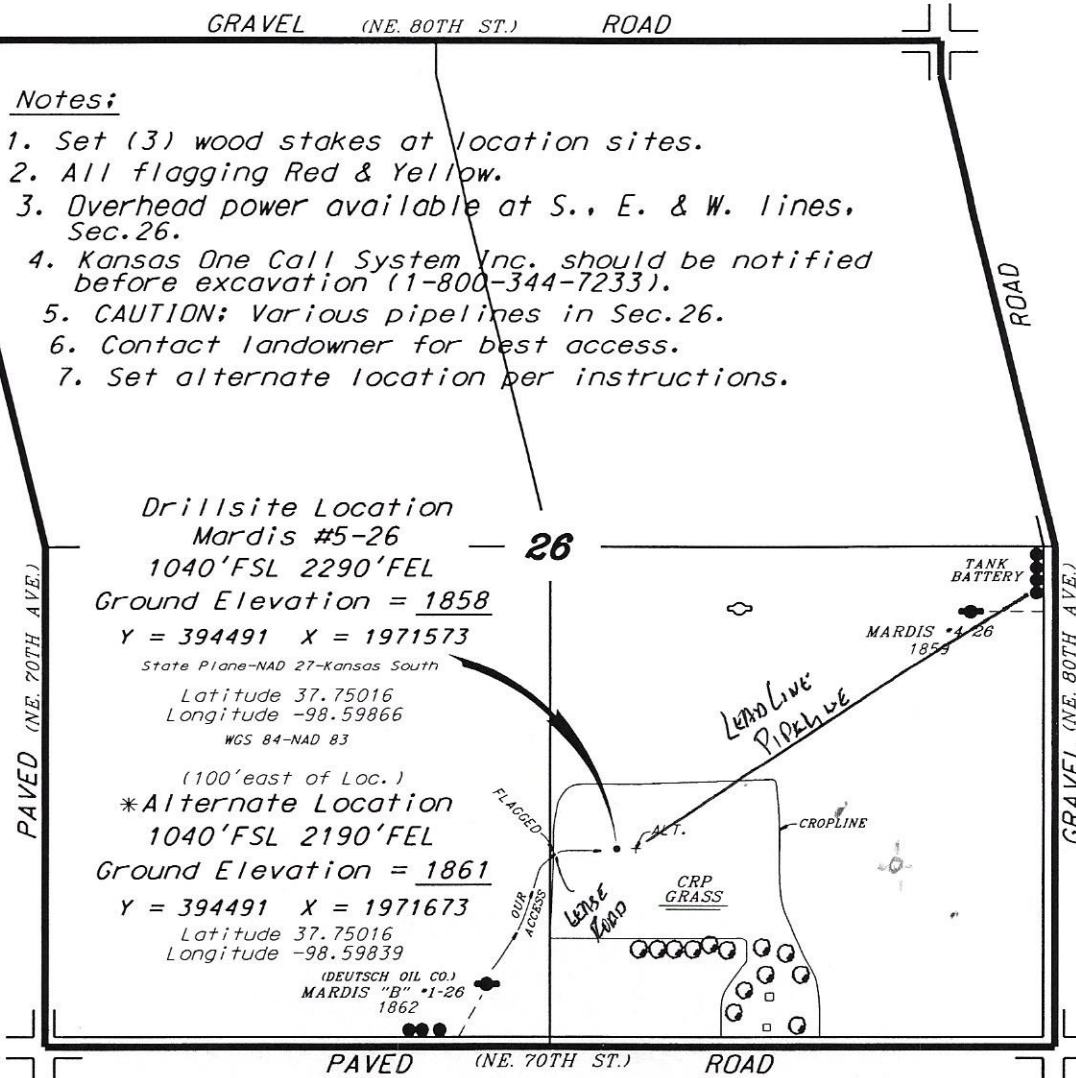 GRAVEL (NE. 80TH ST.) ROAD
Notes:
1. Set (3) wood stakes at location sites.
2. All flagging Red & Yellow.
3. Overhead power available at S., E. & W. lines,
Sec.26.
4. Kansas One Call System Inc. should be notified
before excavation (1-800-344-7233).
5. CAUTION: Various pipelines in Sec.26.
6. Contact landowner for best access.
7. Set alternate location per instructions.
ROAD
Drillsite Location
Mardis #5-26
1040'FSL 2290'FEL
Ground Elevation = 1858
Y = 394491 X = 1971573
State Plane-NAD 27-Kansas South
Latitude 37.75016
Longitude -98.59866
WGS 84-NAD 83
(100'east of Loc.)
*Alternate Location
1040'FSL 2190'FEL
Ground Elevation = 1861
Y = 394491 X = 1971673
Latitude 37.75016
Longitude -98.59839
(DEUTSCH OIL CO.)
MARDIS "B" #1-26
1862
26
TANK
BATTERY
MARDIS #4-26
1859
LEAD LINE
PIPELINE
FLAGGED
ALT.
CROPLINE
OUR
ACCESS
LEASE
ROAD
CRP
GRASS
PAVED (NE. 70TH AVE.)
GRAVEL (NE. 80TH AVE.)
PAVED (NE. 70TH ST.) ROAD